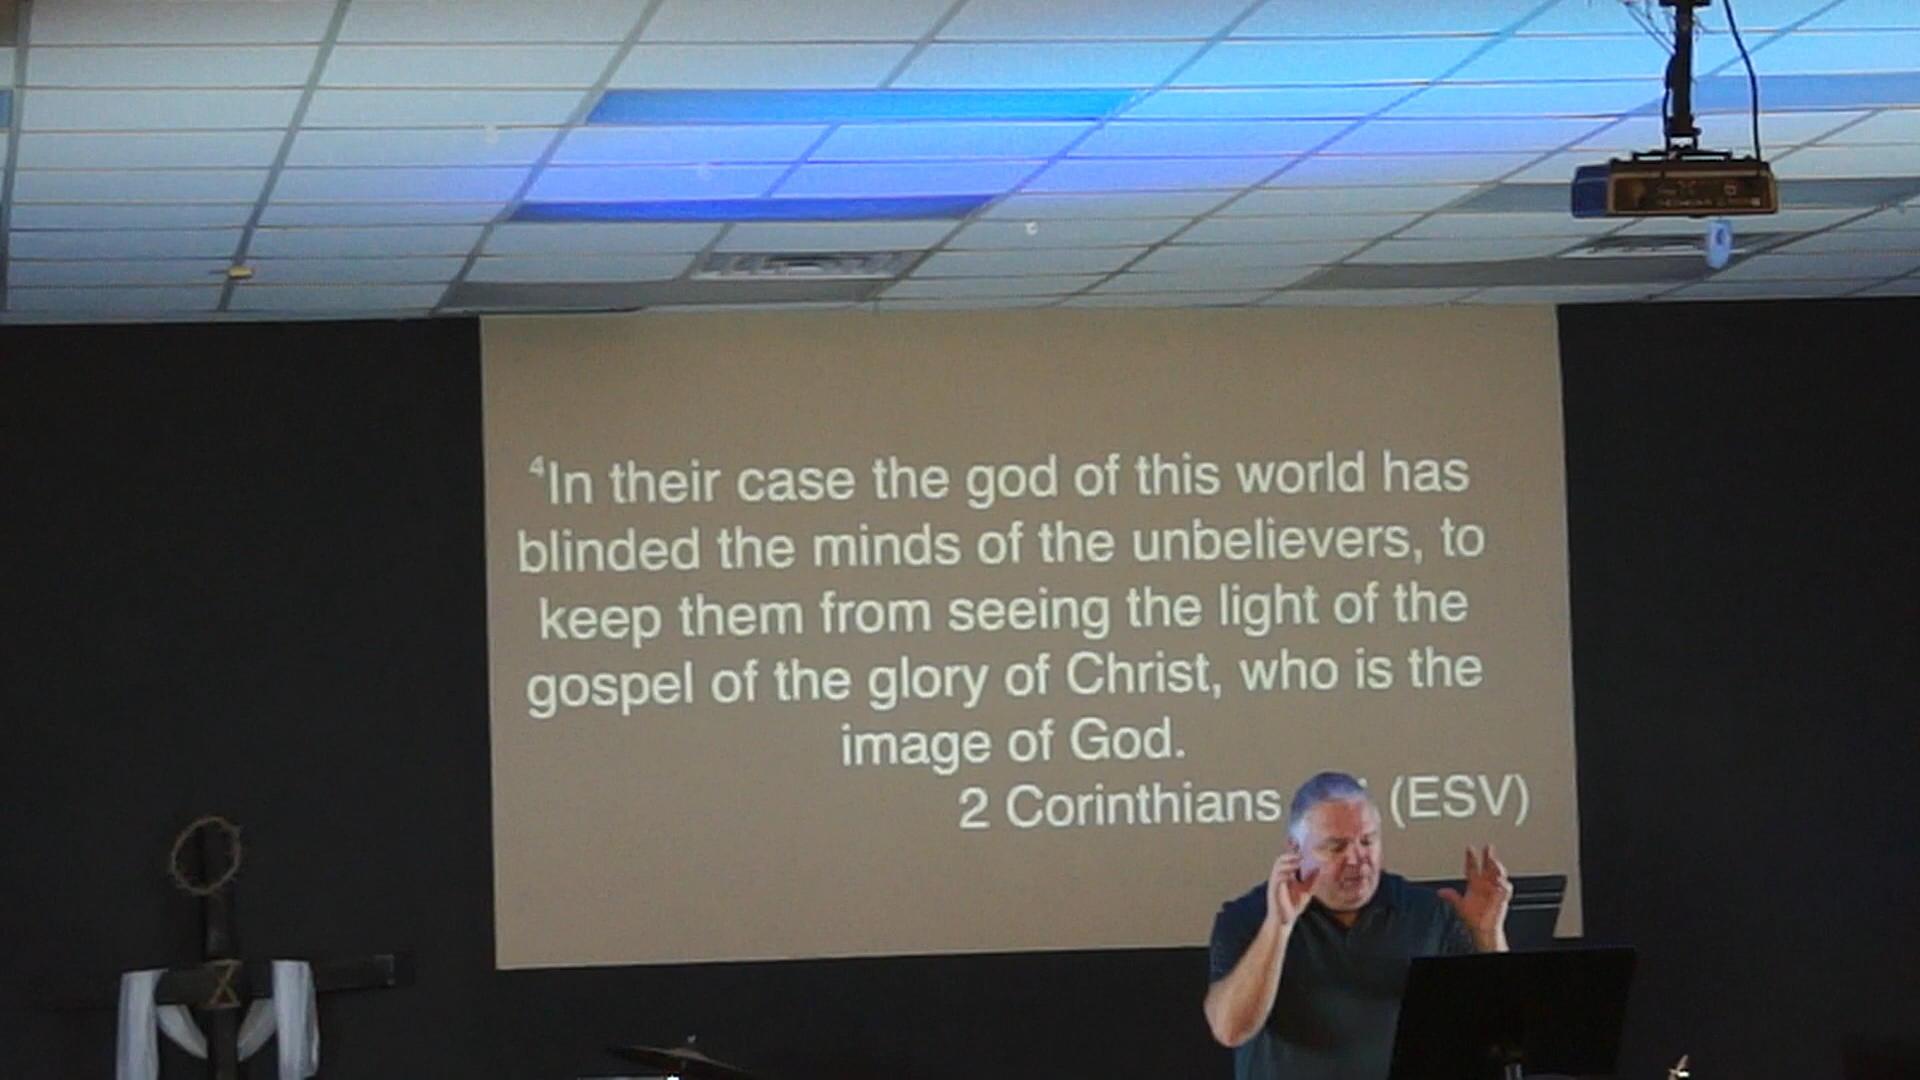 ⁴In their case the god of this world has
blinded the minds of the unbelievers, to
keep them from seeing the light of the
gospel of the glory of Christ, who is the
image of God.
2 Corinthians (ESV)